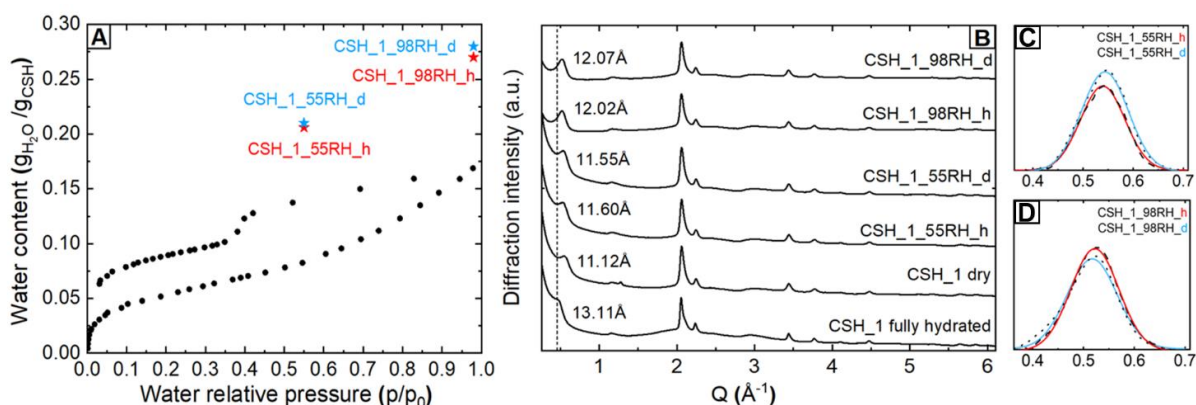 A
0.30
0.25
0.20
0.15
0.10
0.05
0.00
0.0 0.1 0.2 0.3 0.4 0.5 0.6 0.7 0.8 0.9 1.0
Water content (gH₂O /gCSH)
Water relative pressure (p/p₀)
CSH_1_98RH_d
CSH_1_98RH_h
CSH_1_55RH_d
CSH_1_55RH_h
B
Diffraction intensity (a.u.)
12.07Å CSH_1_98RH_d
12.02Å CSH_1_98RH_h
11.55Å CSH_1_55RH_d
11.60Å CSH_1_55RH_h
11.12Å CSH_1 dry
13.11Å CSH_1 fully hydrated
1 2 3 4 5 6
Q (Å⁻¹)
C
CSH_1_55RH_h
CSH_1_55RH_d
0.4 0.5 0.6 0.7
D
CSH_1_98RH_h
CSH_1_98RH_d
0.4 0.5 0.6 0.7